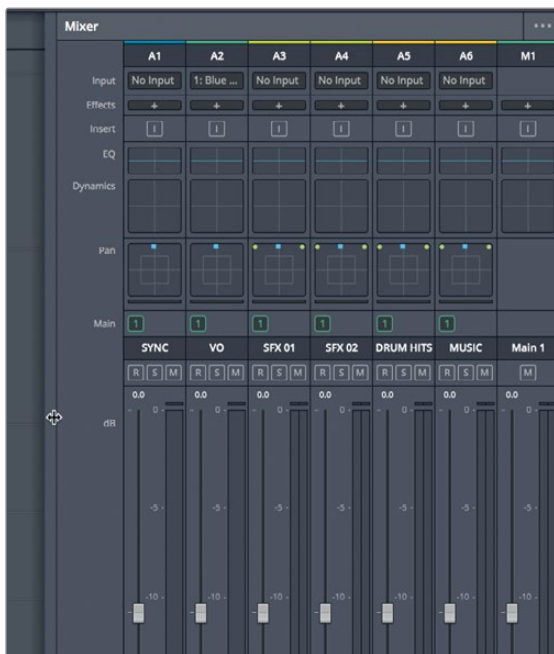 Mixer
A1 A2 A3 A4 A5 A6 M1
Input No Input 1: Blue ... No Input No Input No Input No Input
Effects + + + + + + +
Insert I I I I I I I
EQ
Dynamics
Pan
Main 1 1 1 1 1 1
SYNC VO SFX 01 SFX 02 DRUM HITS MUSIC Main 1
R S M R S M R S M R S M R S M R S M M
0.0 0.0 0.0 0.0 0.0 0.0 0.0
dB 0 0 0 0 0 0 0
-5 -5 -5 -5 -5 -5 -5
-10 -10 -10 -10 -10 -10 -10